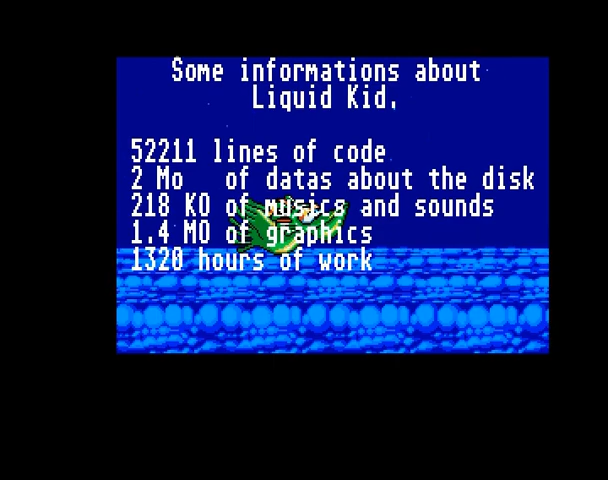 Some informations about
Liquid Kid.
52211 lines of code
2 Mo of datas about the disk
218 KO of musics and sounds
1.4 MO of graphics
1320 hours of work